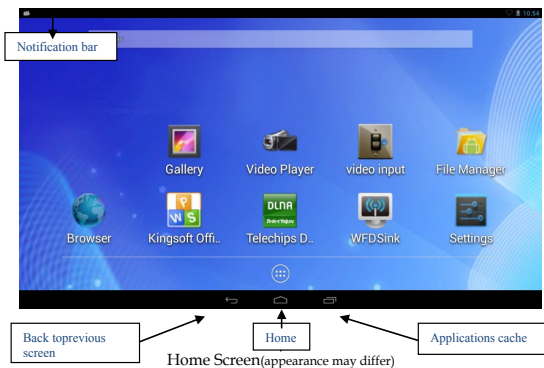 10:54
Notification bar
Gallery
Video Player
video input
File Manager
P
W S
DLNA
Telechips
Browser
Kingsoft Offi..
Telechips D..
WFDSink
Settings
Back toprevious
screen
Home
Applications cache
Home Screen(appearance may differ)